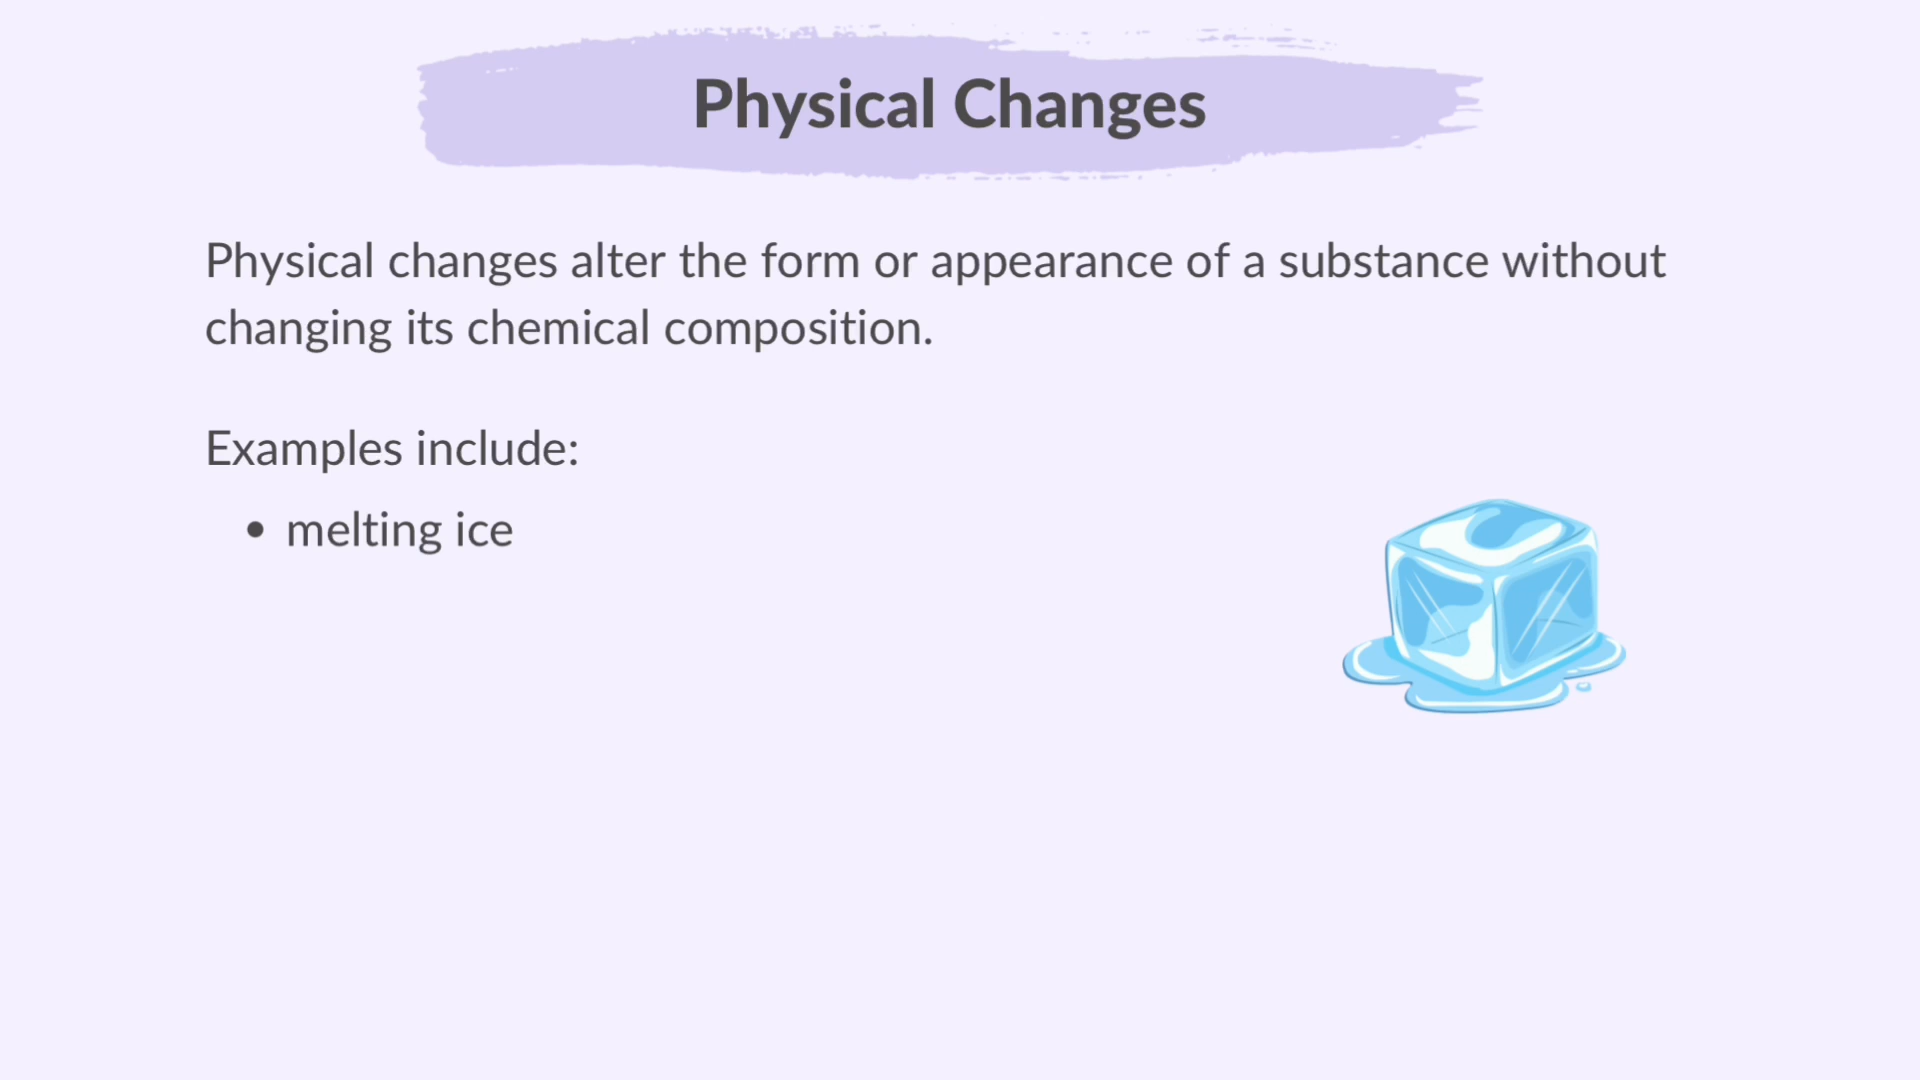 Physical Changes
Physical changes alter the form or appearance of a substance without
changing its chemical composition.
Examples include:
• melting ice